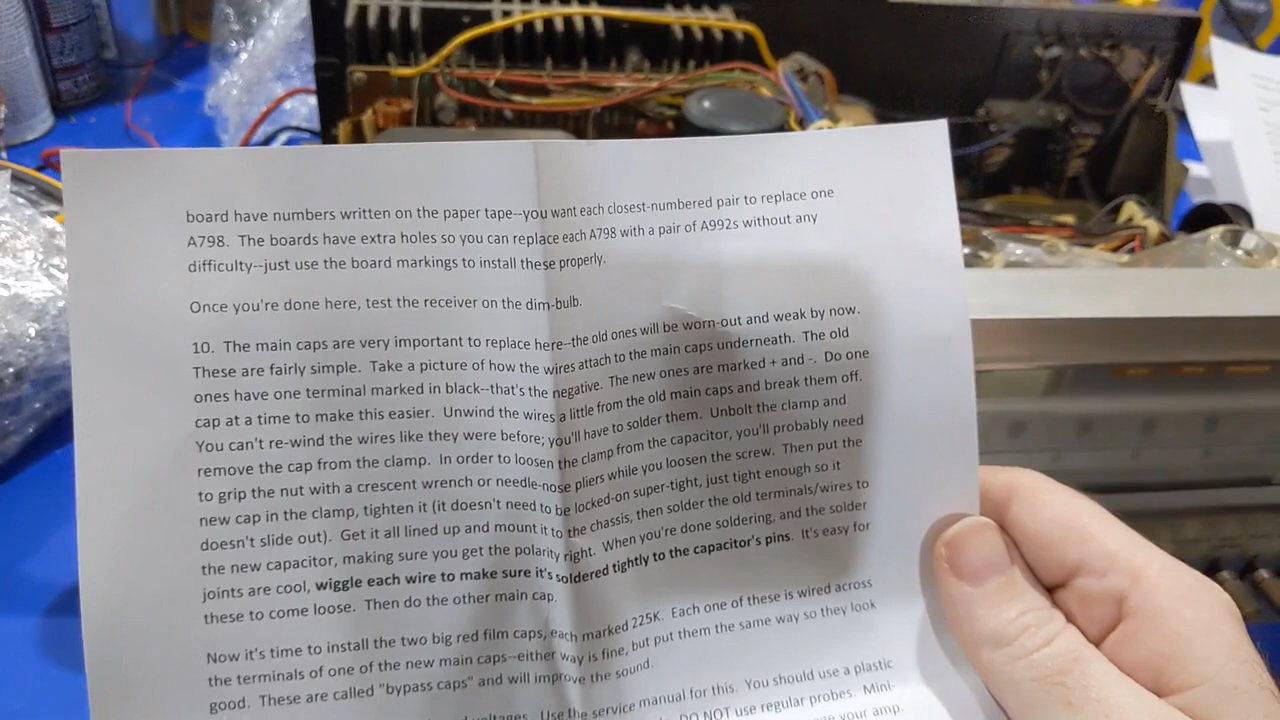 board have numbers written on the paper tape--you want each closest-numbered pair to replace one
A798. The boards have extra holes so you can replace each A798 with a pair of A992s without any
difficulty--just use the board markings to install these properly.
Once you're done here, test the receiver on the dim-bulb.
10. The main caps are very important to replace here--the old ones will be worn-out and weak by now.
These are fairly simple. Take a picture of how the wires attach to the main caps underneath. The old
ones have one terminal marked in black--that's the negative. The new ones are marked + and -. Do one
cap at a time to make this easier. Unwind the wires a little from the old main caps and break them off.
You can't re-wind the wires like they were before; you'll have to solder them. Unbolt the clamp and
remove the cap from the clamp. In order to loosen the clamp from the capacitor, you'll probably need
to grip the nut with a crescent wrench or needle-nose pliers while you loosen the screw. Then put the
new cap in the clamp, tighten it (it doesn't need to be locked-on super-tight, just tight enough so it
doesn't slide out). Get it all lined up and mount it to the chassis, then solder the old terminals/wires to
the new capacitor, making sure you get the polarity right. When you're done soldering, and the solder
joints are cool, wiggle each wire to make sure it's soldered tightly to the capacitor's pins. It's easy for
these to come loose. Then do the other main cap.
Now it's time to install the two big red film caps, each marked 225K. Each one of these is wired across
the terminals of one of the new main caps--either way is fine, but put them the same way so they look
good. These are called "bypass caps" and will improve the sound.
voltages. Use the service manual for this. You should use a plastic
DO NOT use regular probes. Mini-
your amp.